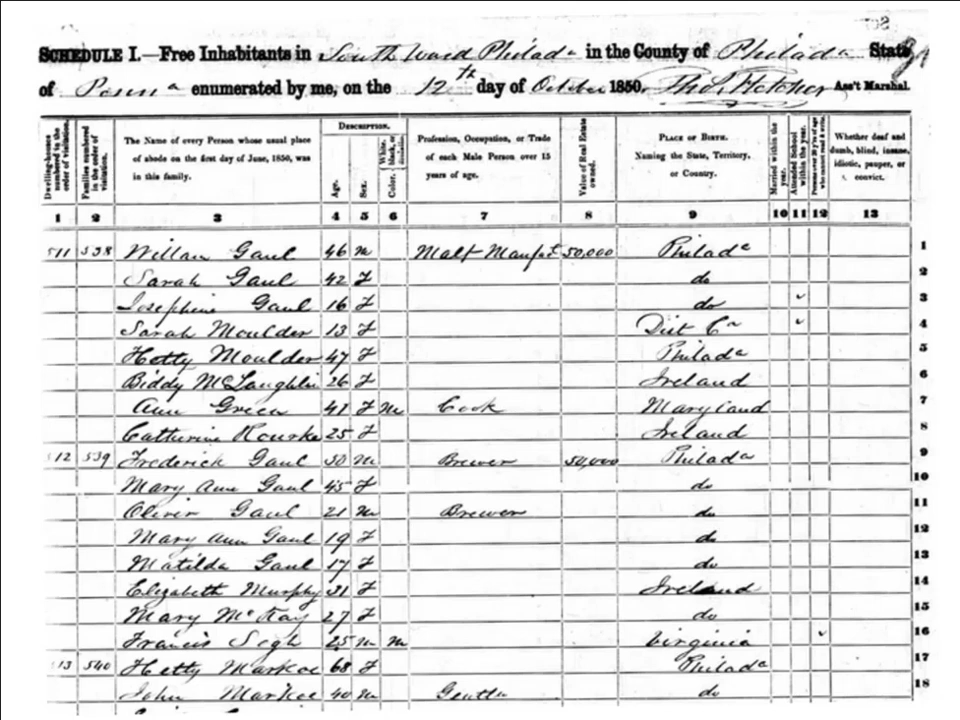 SCHEDULE I.—Free Inhabitants in South Ward Philada in the County of Philada State
of Penna enumerated by me, on the 12th day of October 1850. Thos Fletcher Ass't Marshal.
Dwelling-houses numbered in the order of visitation.
Families numbered in the order of visitation.
The Name of every Person whose usual place of abode on the first day of June, 1850, was in this family.
DESCRIPTION.
Age.
Sex.
Color,
Profession, Occupation, or Trade of each Male Person over 15 years of age.
Value of Real Estate owned.
PLACE OF BIRTH. Naming the State, Territory, or Country.
Married within the year.
Attended School within the year.
Whether deaf and dumb, blind, insane, idiotic, pauper, or convict.
1 2 3 4 5 6 7 8 9 10 11 12 13
511 538 William Gaul 46 m Malt Manfact 50,000 Philada 1
Sarah Gaul 42 F do 2
Josephine Gaul 16 F do ✓ 3
Sarah Moulder 13 F Dist Ca ✓ 4
Hetty Moulder 47 F Philada 5
Biddy McLaughlin 26 F Ireland 6
Ann Green 41 F Cook Maryland 7
Catharine Rourke 25 F Ireland 8
512 539 Frederick Gaul 50 m Brewer 50,000 Philada 9
Mary Ann Gaul 45 F do 10
Oliver Gaul 21 m Brewer do 11
Mary Ann Gaul 19 F do 12
Matilda Gaul 17 F do 13
Elizabeth Murphy 31 F Ireland 14
Mary McKay 27 F do 15
Francis 25 m m Virginia ✓ 16
13 540 Hetty Markoe 68 F Philada 17
John Markoe 40 m Gentln do 18